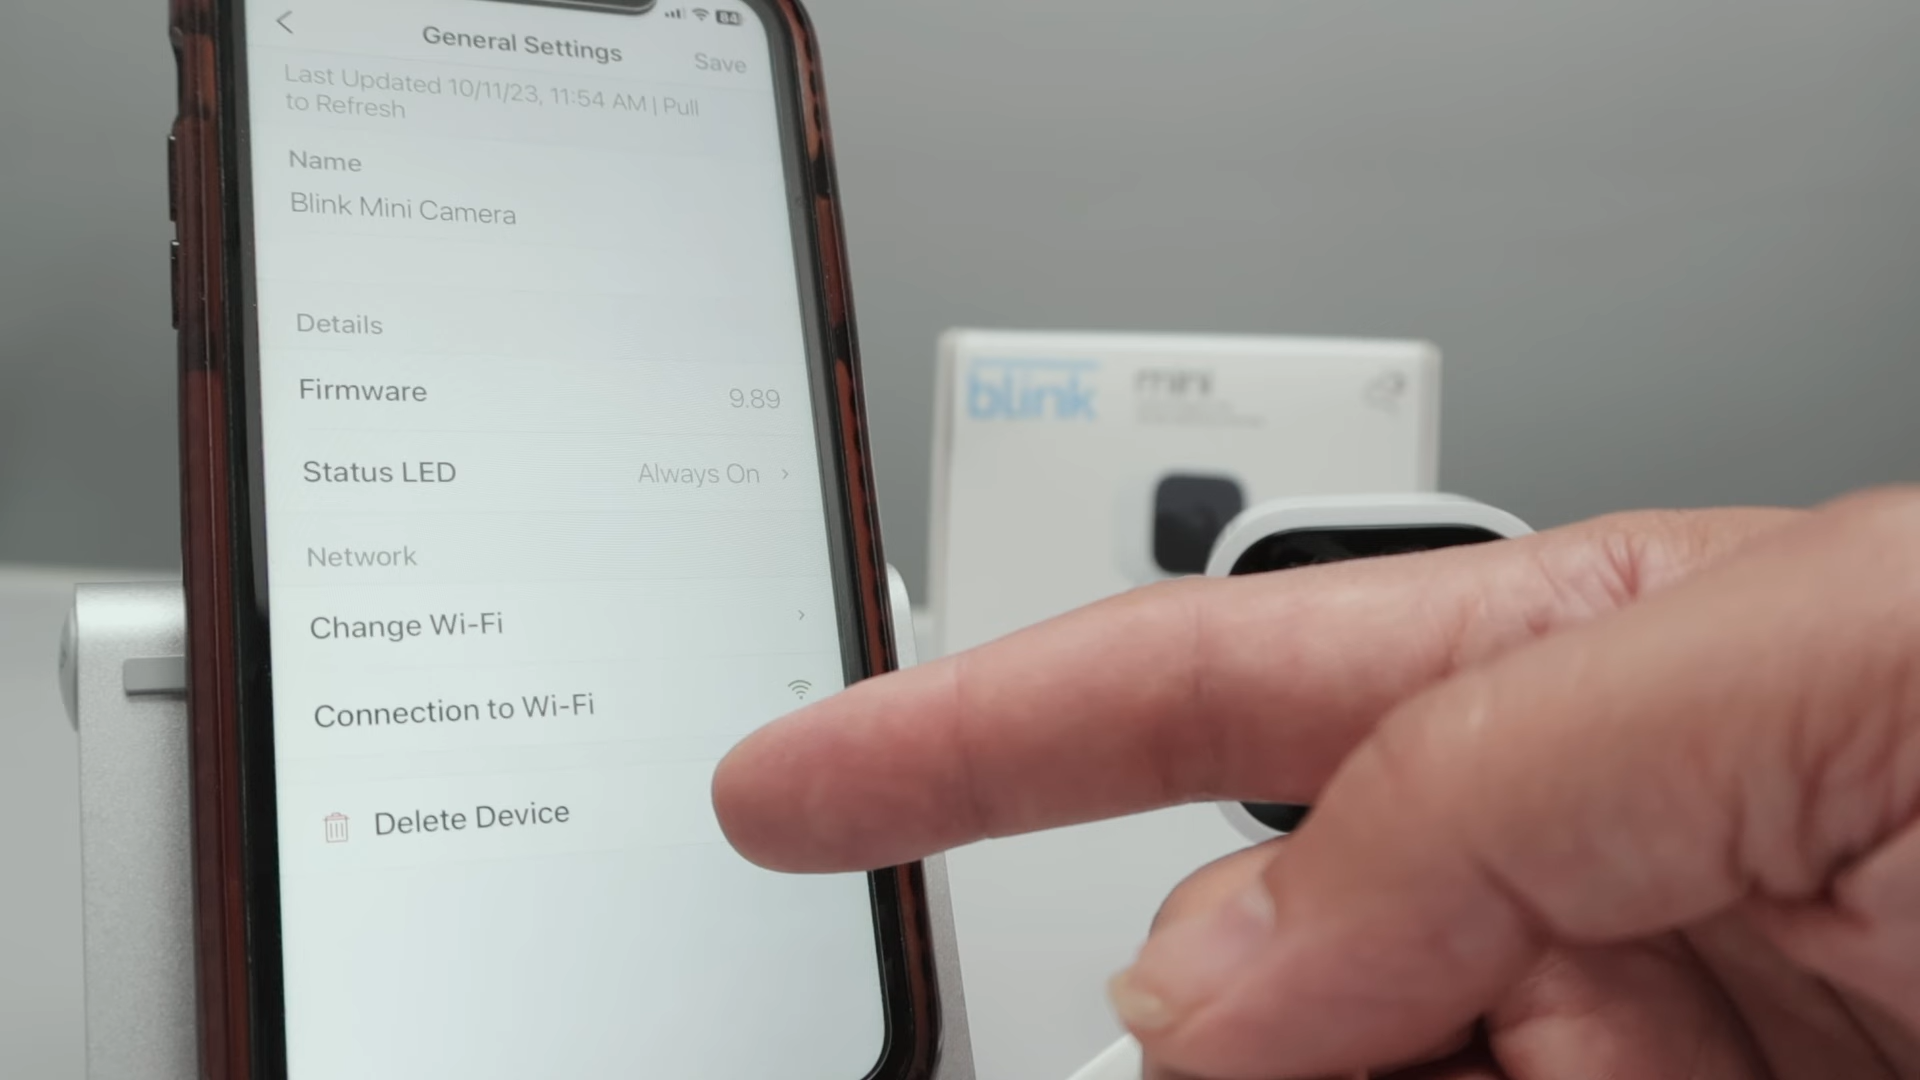 84
General Settings
Save
Last Updated 10/11/23, 11:54 AM | Pull
to Refresh
Name
Blink Mini Camera
Details
Firmware
9.89
Status LED
Always On
Network
Change Wi-Fi
Connection to Wi-Fi
Delete Device
blink
mini